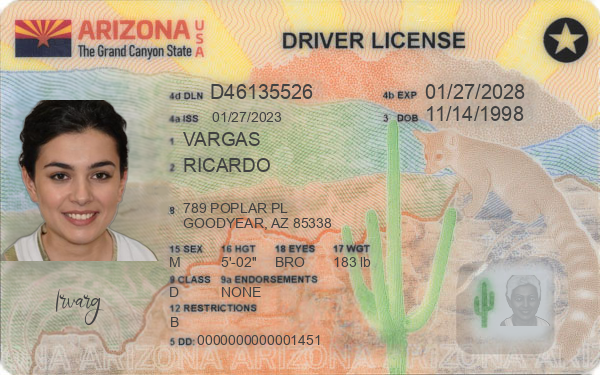 ARIZONA USA
The Grand Canyon State
DRIVER LICENSE
4d DLN D46135526 4b EXP 01/27/2028
4a ISS 01/27/2023 3 DOB 11/14/1998
1 VARGAS
2 RICARDO
8 789 POPLAR PL
GOODYEAR, AZ 85338
15 SEX 16 HGT 18 EYES 17 WGT
M 5'-02" BRO 183 lb
9 CLASS 9a ENDORSEMENTS
D NONE
12 RESTRICTIONS
B
Irvarg
5 DD: 0000000000001451
ARIZONA ARIZONA ARIZONA ARIZONA